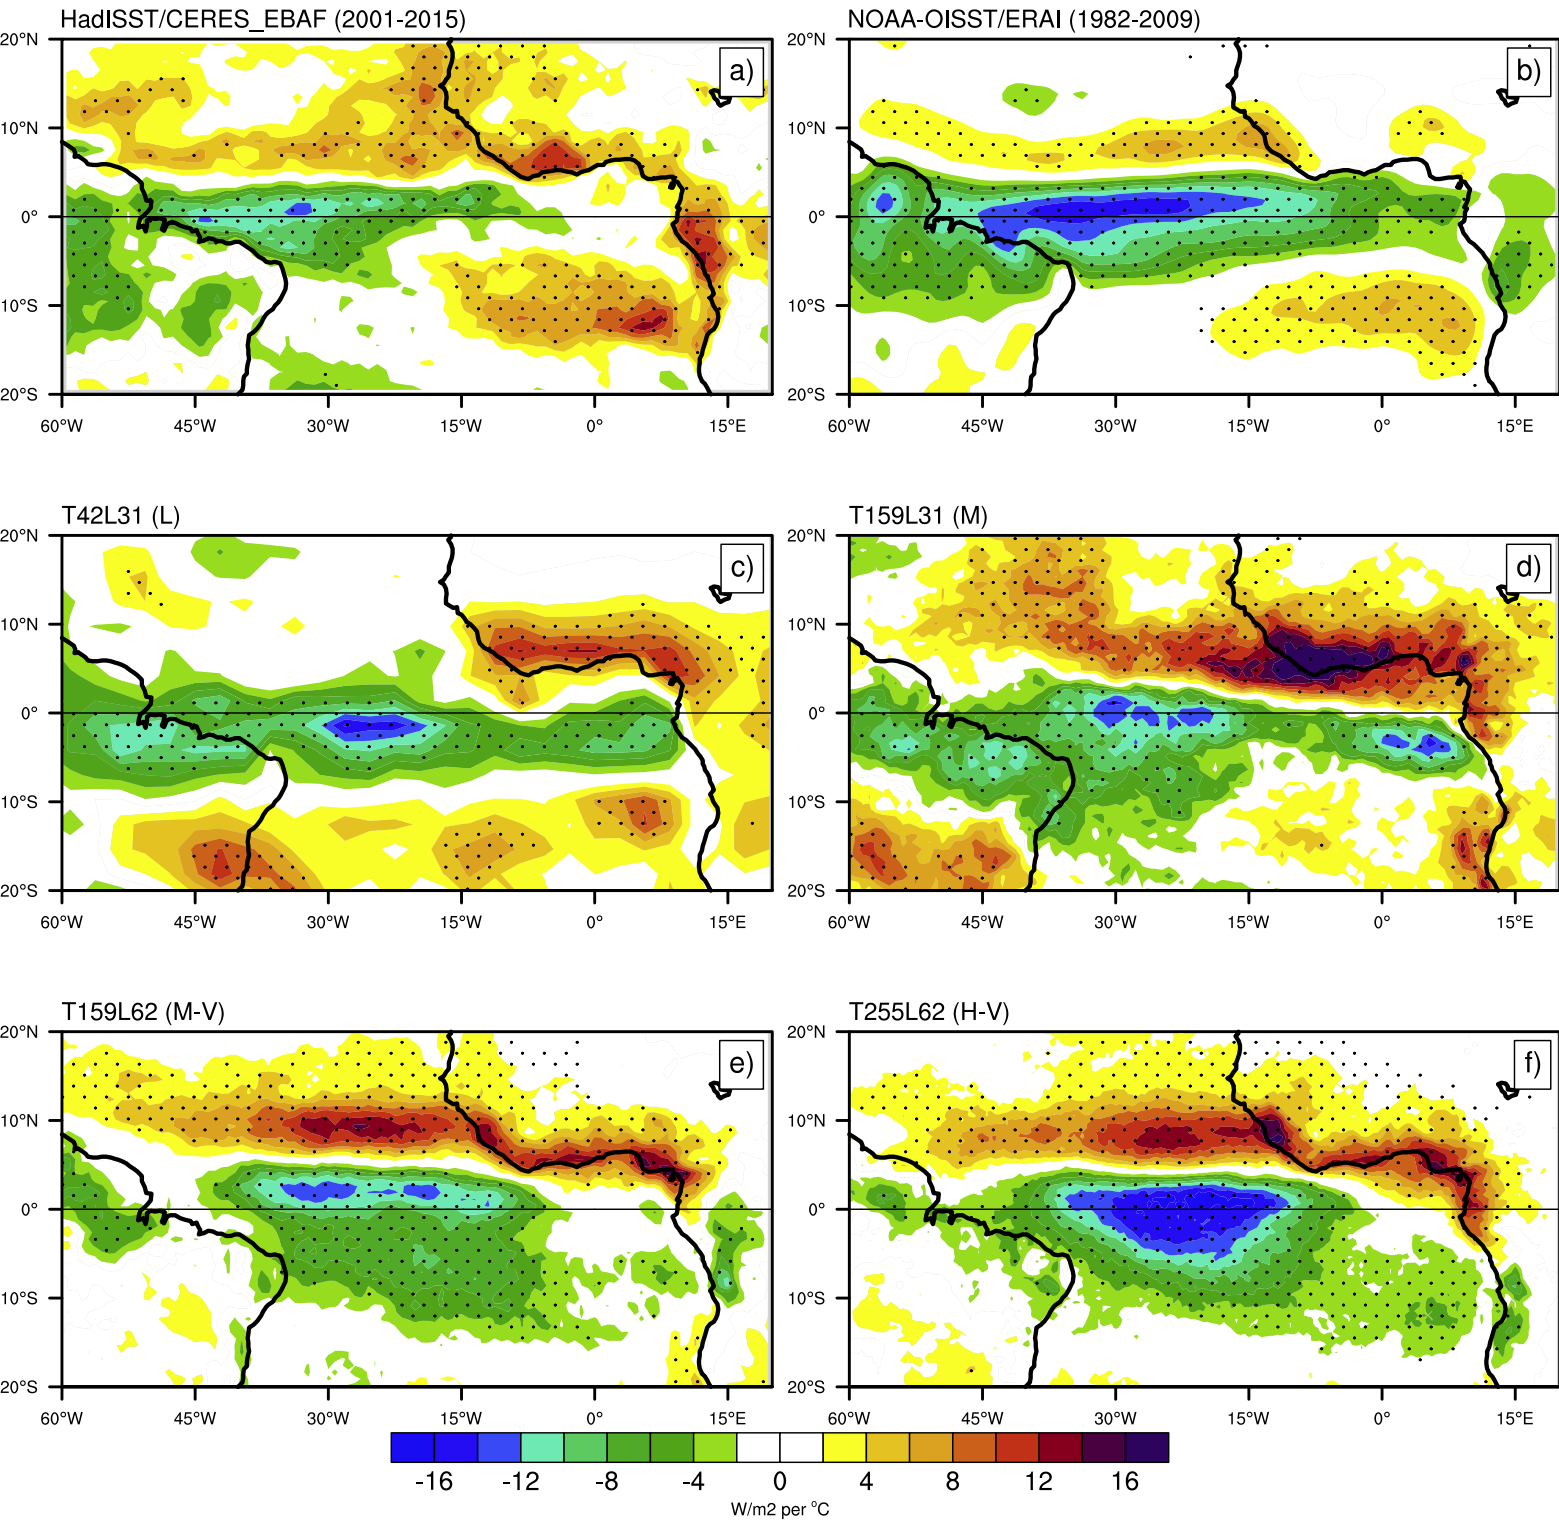 HadISST/CERES_EBAF (2001-2015)
20°N
10°N
0°
10°S
20°S
60°W 45°W 30°W 15°W 0° 15°E
a)
NOAA-OISST/ERAI (1982-2009)
20°N
10°N
0°
10°S
20°S
60°W 45°W 30°W 15°W 0° 15°E
b)
T42L31 (L)
20°N
10°N
0°
10°S
20°S
60°W 45°W 30°W 15°W 0° 15°E
c)
T159L31 (M)
20°N
10°N
0°
10°S
20°S
60°W 45°W 30°W 15°W 0° 15°E
d)
T159L62 (M-V)
20°N
10°N
0°
10°S
20°S
60°W 45°W 30°W 15°W 0° 15°E
e)
T255L62 (H-V)
20°N
10°N
0°
10°S
20°S
60°W 45°W 30°W 15°W 0° 15°E
f)
-16 -12 -8 -4 0 4 8 12 16
W/m2 per °C